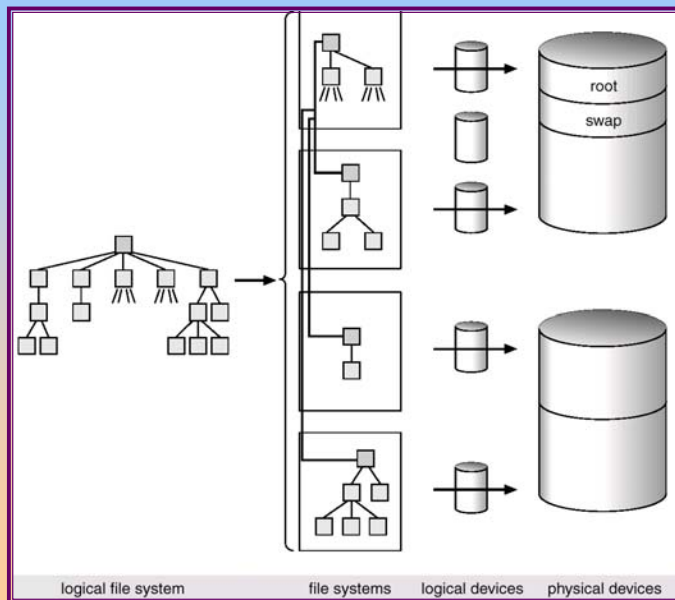 root
swap
logical file system
file systems
logical devices
physical devices